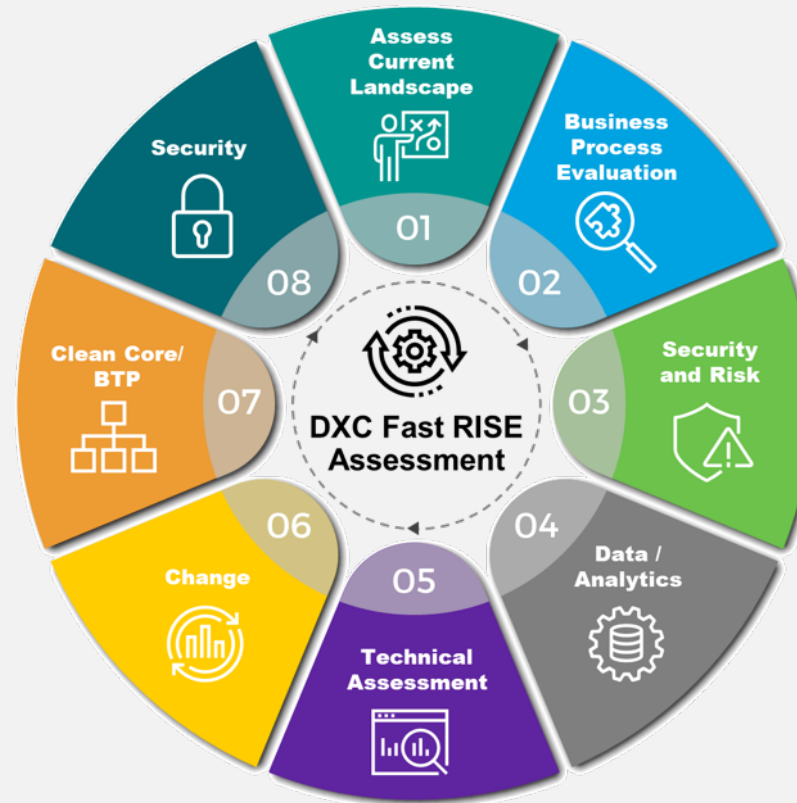 Assess
Current
Landscape
01
Business
Process
Evaluation
02
Security
and Risk
03
Data /
Analytics
04
Technical
Assessment
05
Change
06
Clean Core/
BTP
07
Security
08
DXC Fast RISE
Assessment